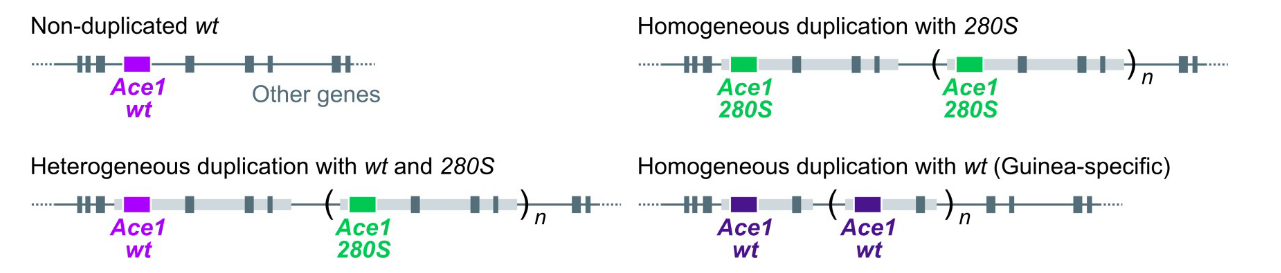 Non-duplicated wt
Ace1
wt
Other genes
Homogeneous duplication with 280S
( ) n
Ace1
280S
Ace1
280S
Heterogeneous duplication with wt and 280S
( ) n
Ace1
wt
Ace1
280S
Homogeneous duplication with wt (Guinea-specific)
( ) n
Ace1
wt
Ace1
wt